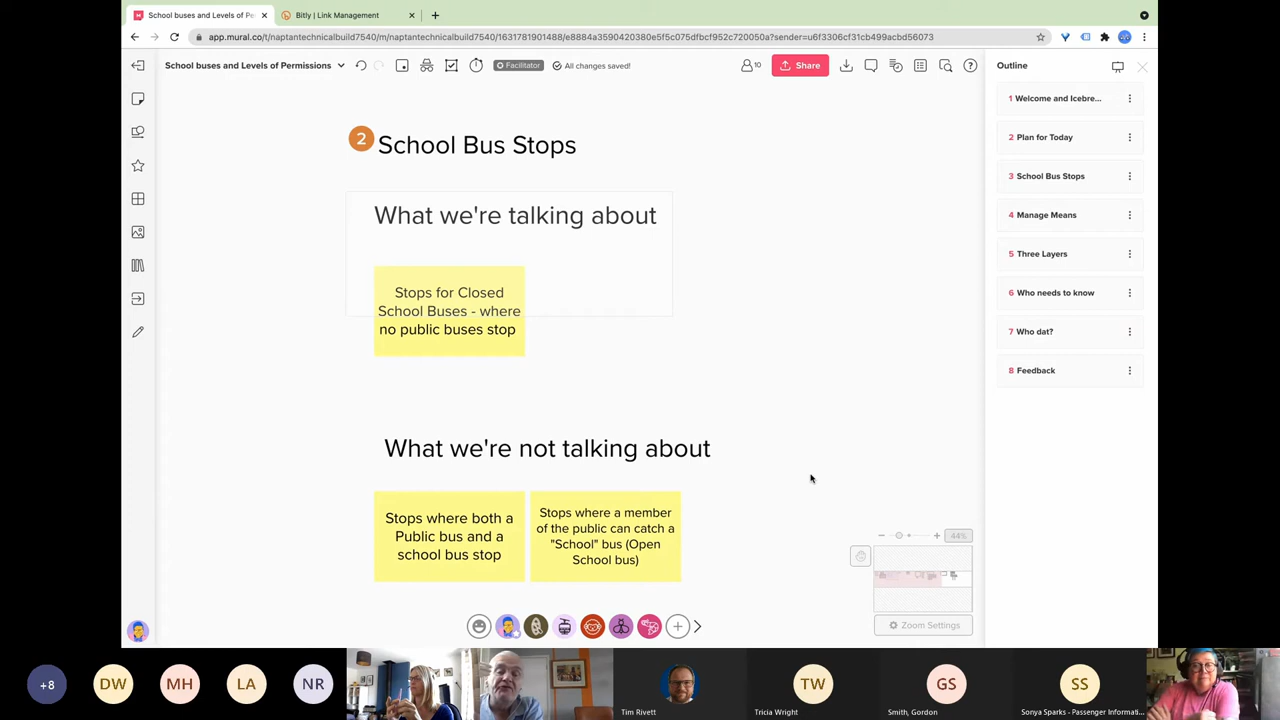 School buses and Levels of Pe
Bitly | Link Management
app.mural.co/t/naptantechnicalbuild7540/m/naptantechnicalbuild7540/1631781901488/e8884a3590420380e5f5c075dfbcf952c720050a?sender=u6f3306cf31cb499acbd56073
School buses and Levels of Permissions
Facilitator
All changes saved!
10
Share
Outline
1 Welcome and Icebre...
2 Plan for Today
3 School Bus Stops
4 Manage Means
5 Three Layers
6 Who needs to know
7 Who dat?
8 Feedback
2
School Bus Stops
What we're talking about
Stops for Closed
School Buses - where
no public buses stop
What we're not talking about
Stops where both a
Public bus and a
school bus stop
Stops where a member
of the public can catch a
"School" bus (Open
School bus)
44%
Zoom Settings
+8
DW
MH
LA
NR
Tim Rivett
TW
Tricia Wright
GS
Smith, Gordon
SS
Sonya Sparks - Passenger Informati...